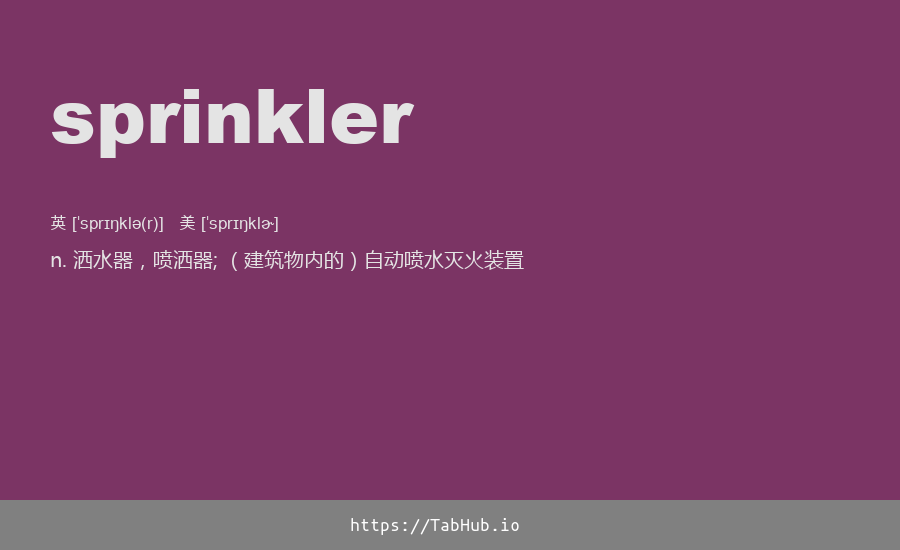 sprinkler
英 [ˈsprɪŋklə(r)] 美 [ˈsprɪŋklɚ]
n. 洒水器，喷洒器; （建筑物内的）自动喷水灭火装置
https://TabHub.io